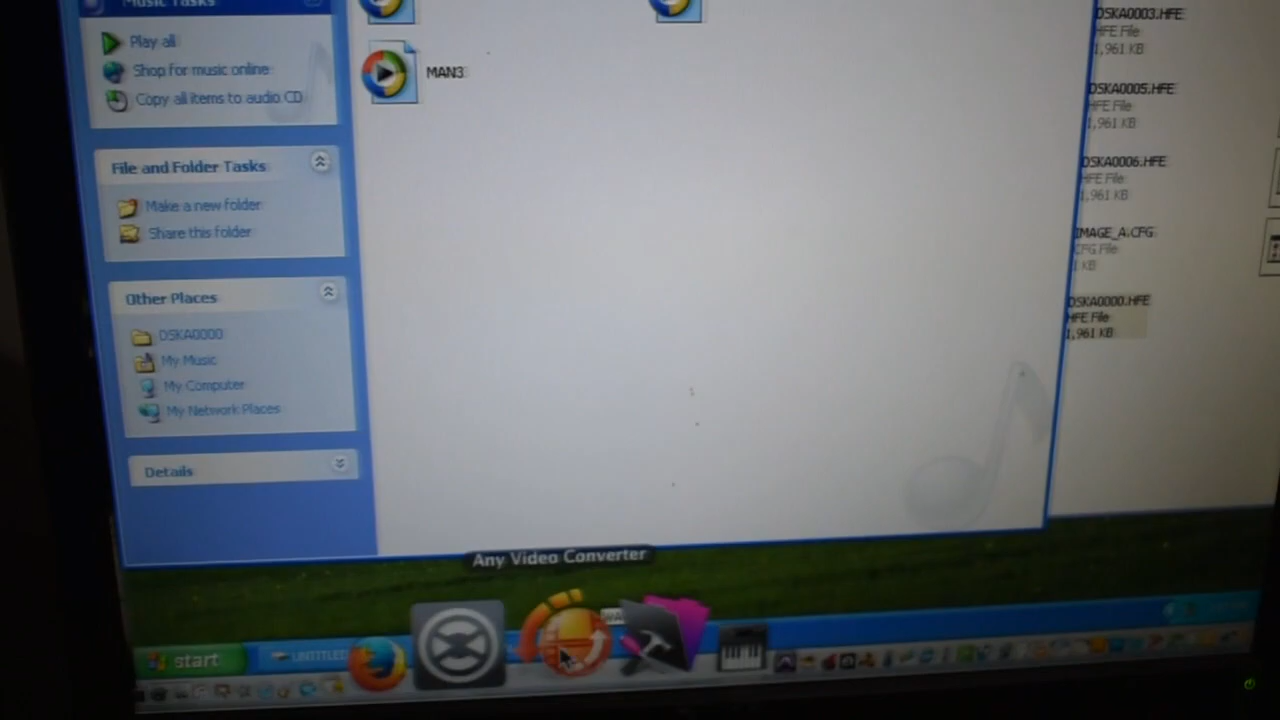 Music Tasks
Play all
Shop for music online
Copy all items to audio CD
File and Folder Tasks
Make a new folder
Share this folder
Other Places
DSKA0000
My Music
My Computer
My Network Places
Details
MAN3
DSKA0003.HFE
HFE File
1,961 KB
DSKA0005.HFE
HFE File
1,961 KB
DSKA0006.HFE
HFE File
1,961 KB
IMAGE_A.CFG
CFG File
1 KB
DSKA0000.HFE
HFE File
1,961 KB
Any Video Converter
start
UNTITLED